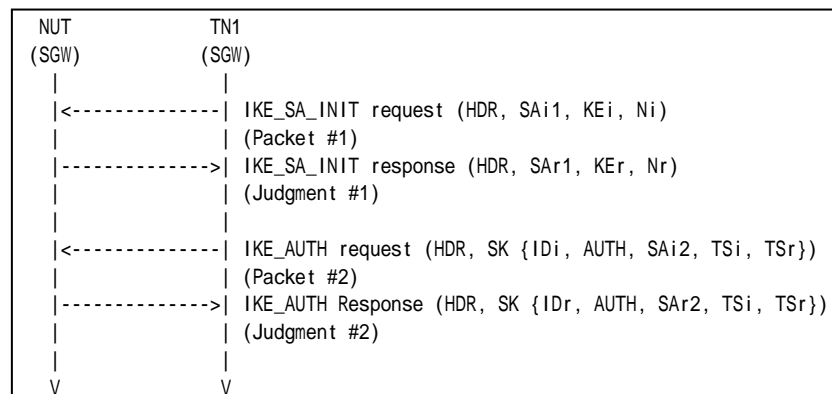 NUT TN1
(SGW) (SGW)
| |
|<--------------| IKE_SA_INIT request (HDR, SAi1, KEi, Ni)
| | (Packet #1)
|-------------->| IKE_SA_INIT response (HDR, SAr1, KEr, Nr)
| | (Judgment #1)
| |
|<--------------| IKE_AUTH request (HDR, SK {IDi, AUTH, SAi2, TSi, TSr})
| | (Packet #2)
|-------------->| IKE_AUTH Response (HDR, SK {IDr, AUTH, SAr2, TSi, TSr})
| | (Judgment #2)
| |
V V